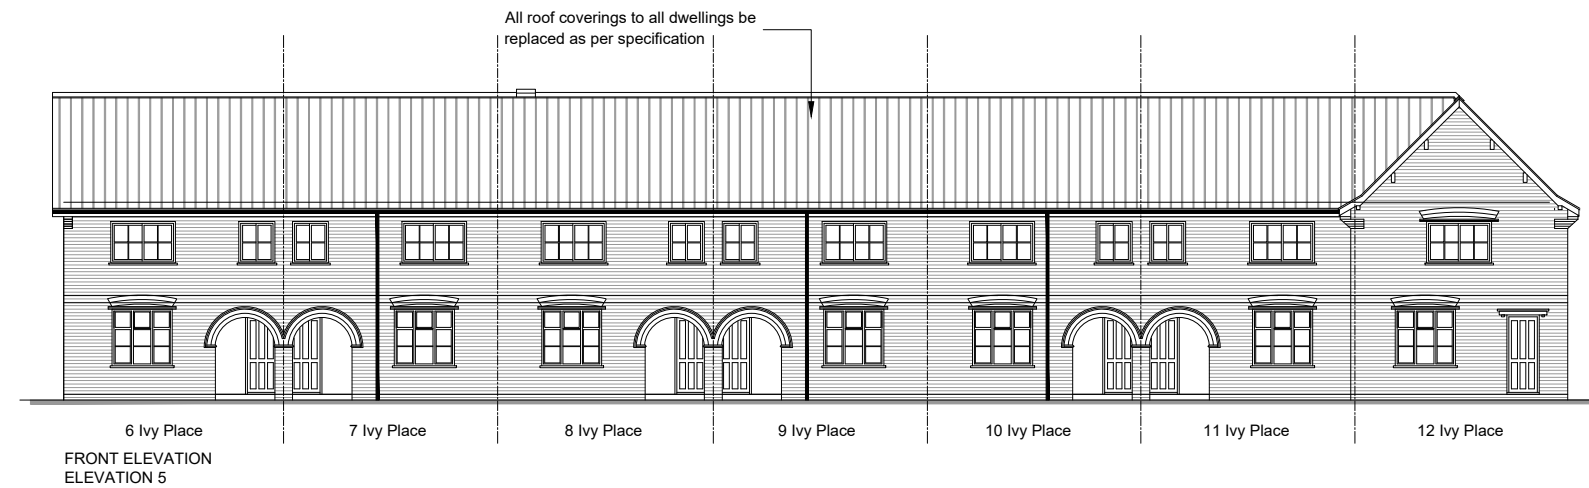 All roof coverings to all dwellings be
replaced as per specification
6 Ivy Place
7 Ivy Place
8 Ivy Place
9 Ivy Place
10 Ivy Place
11 Ivy Place
12 Ivy Place
FRONT ELEVATION
ELEVATION 5